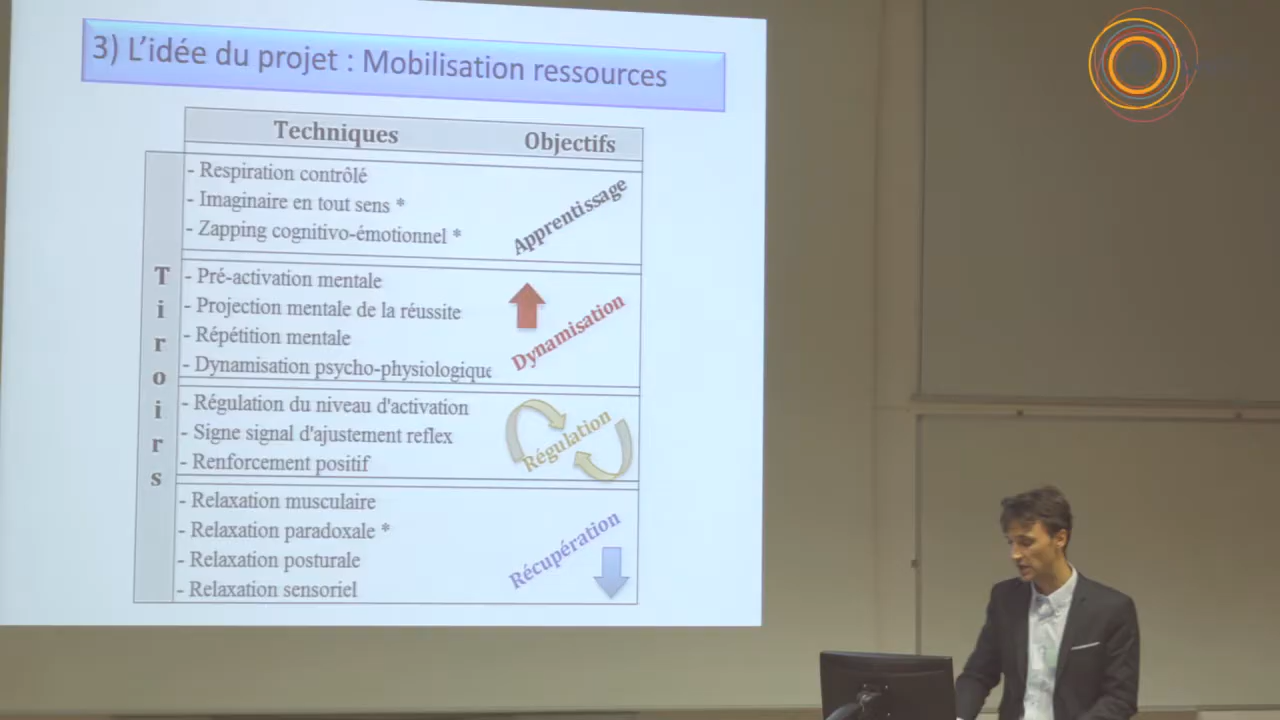 3) L'idée du projet : Mobilisation ressources
Techniques Objectifs
Tiroirs
- Respiration contrôlé
- Imaginaire en tout sens *
- Zapping cognitivo-émotionnel *
Apprentissage
- Pré-activation mentale
- Projection mentale de la réussite
- Répétition mentale
- Dynamisation psycho-physiologique
Dynamisation
- Régulation du niveau d'activation
- Signe signal d'ajustement reflex
- Renforcement positif
Régulation
- Relaxation musculaire
- Relaxation paradoxale *
- Relaxation posturale
- Relaxation sensoriel
Récupération